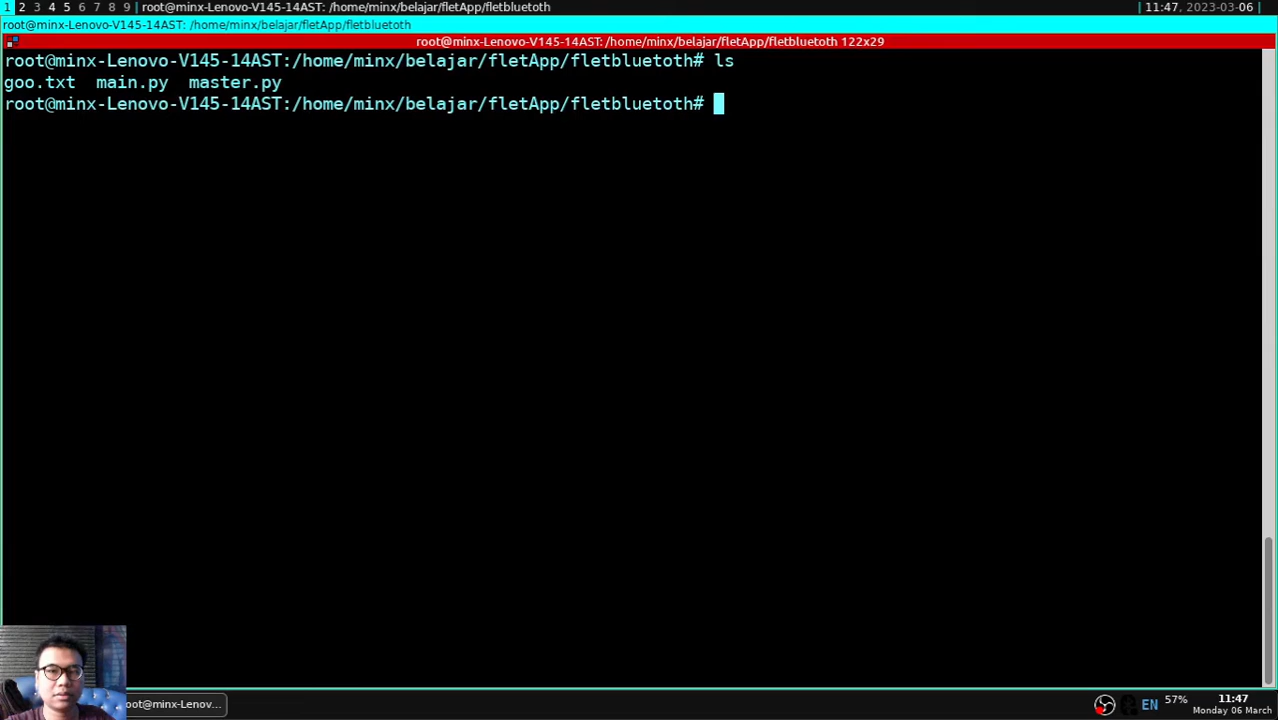 1 2 3 4 5 6 7 8 9 | root@minx-Lenovo-V145-14AST: /home/minx/belajar/fletApp/fletbluetoth | 11:47, 2023-03-06 |
root@minx-Lenovo-V145-14AST: /home/minx/belajar/fletApp/fletbluetoth
root@minx-Lenovo-V145-14AST: /home/minx/belajar/fletApp/fletbluetoth 122x29
root@minx-Lenovo-V145-14AST:/home/minx/belajar/fletApp/fletbluetoth# ls
goo.txt main.py master.py
root@minx-Lenovo-V145-14AST:/home/minx/belajar/fletApp/fletbluetoth#
oot@minx-Lenov... EN 57% 11:47
Monday 06 March